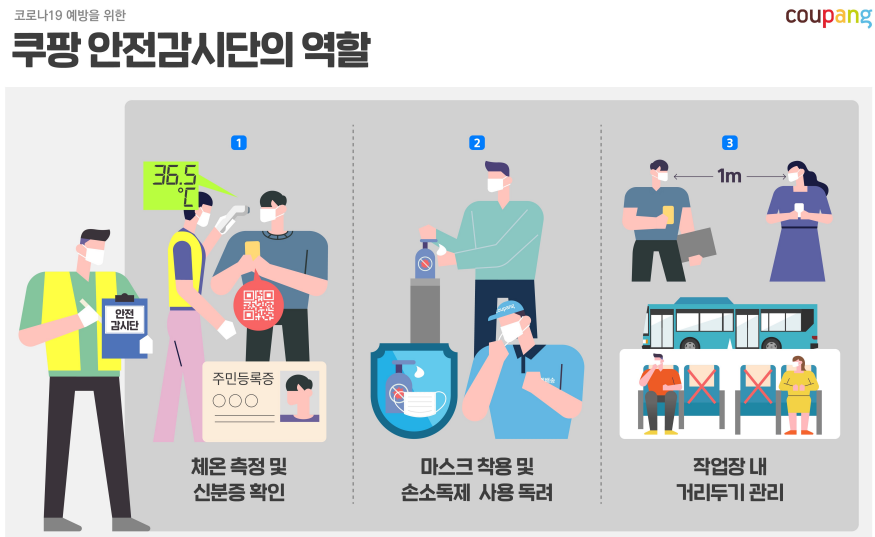 코로나19 예방을 위한
coupang
쿠팡 안전감시단의 역할
1
2
3
36.5
℃
1m
안전
감시단
coupang
주민등록증
체온 측정 및
신분증 확인
마스크 착용 및
손소독제 사용 독려
작업장 내
거리두기 관리